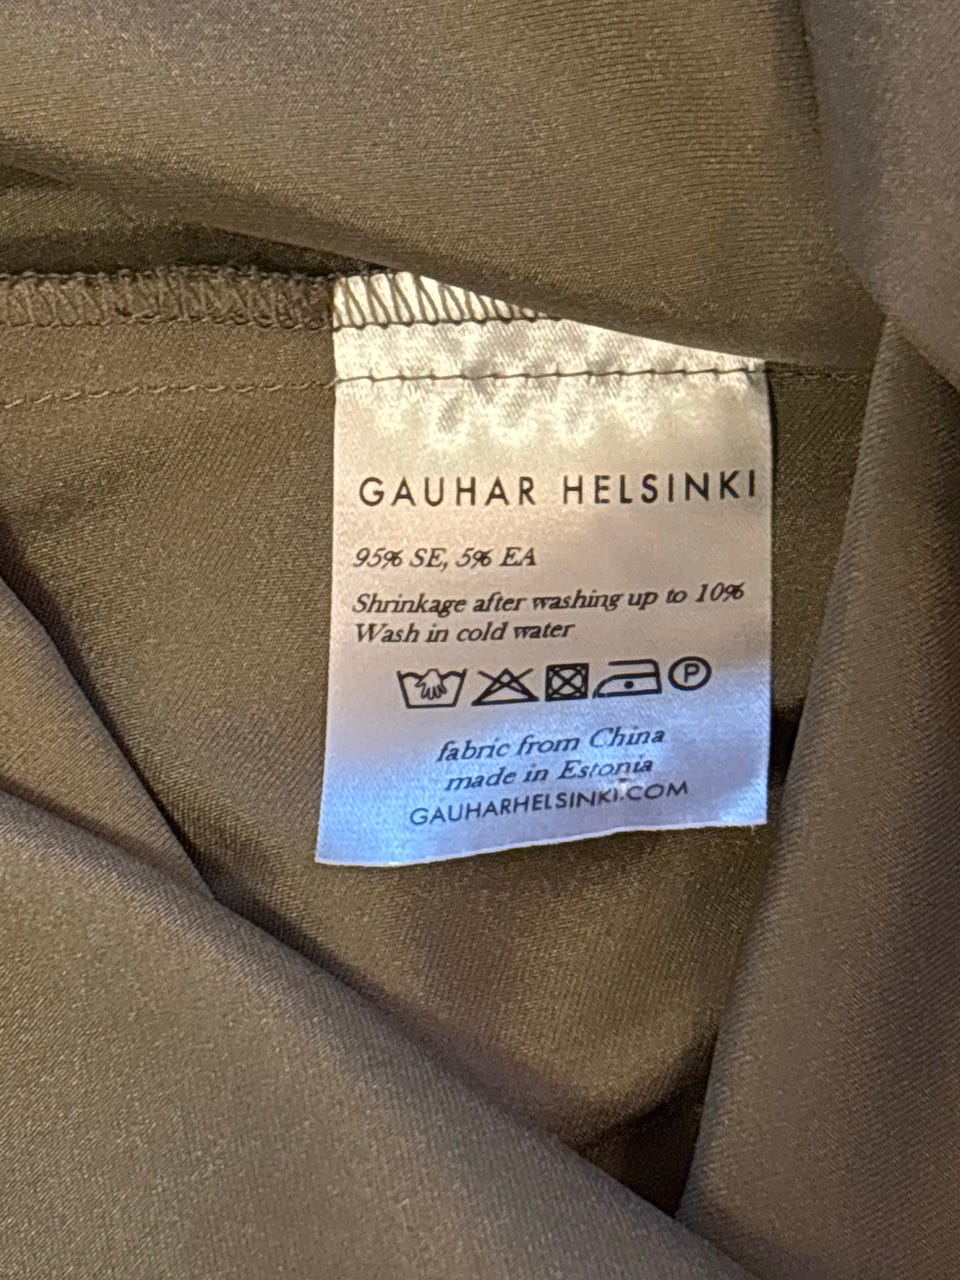 GAUHAR HELSINKI
95% SE, 5% EA
Shrinkage after washing up to 10%
Wash in cold water
P
fabric from China
made in Estonia
GAUHARHELSINKI.COM